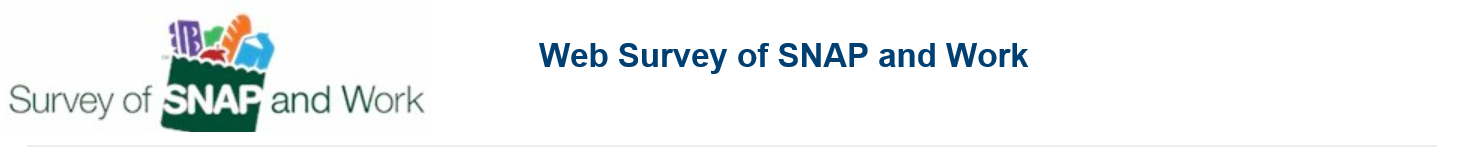 Survey of SNAP and Work
Web Survey of SNAP and Work